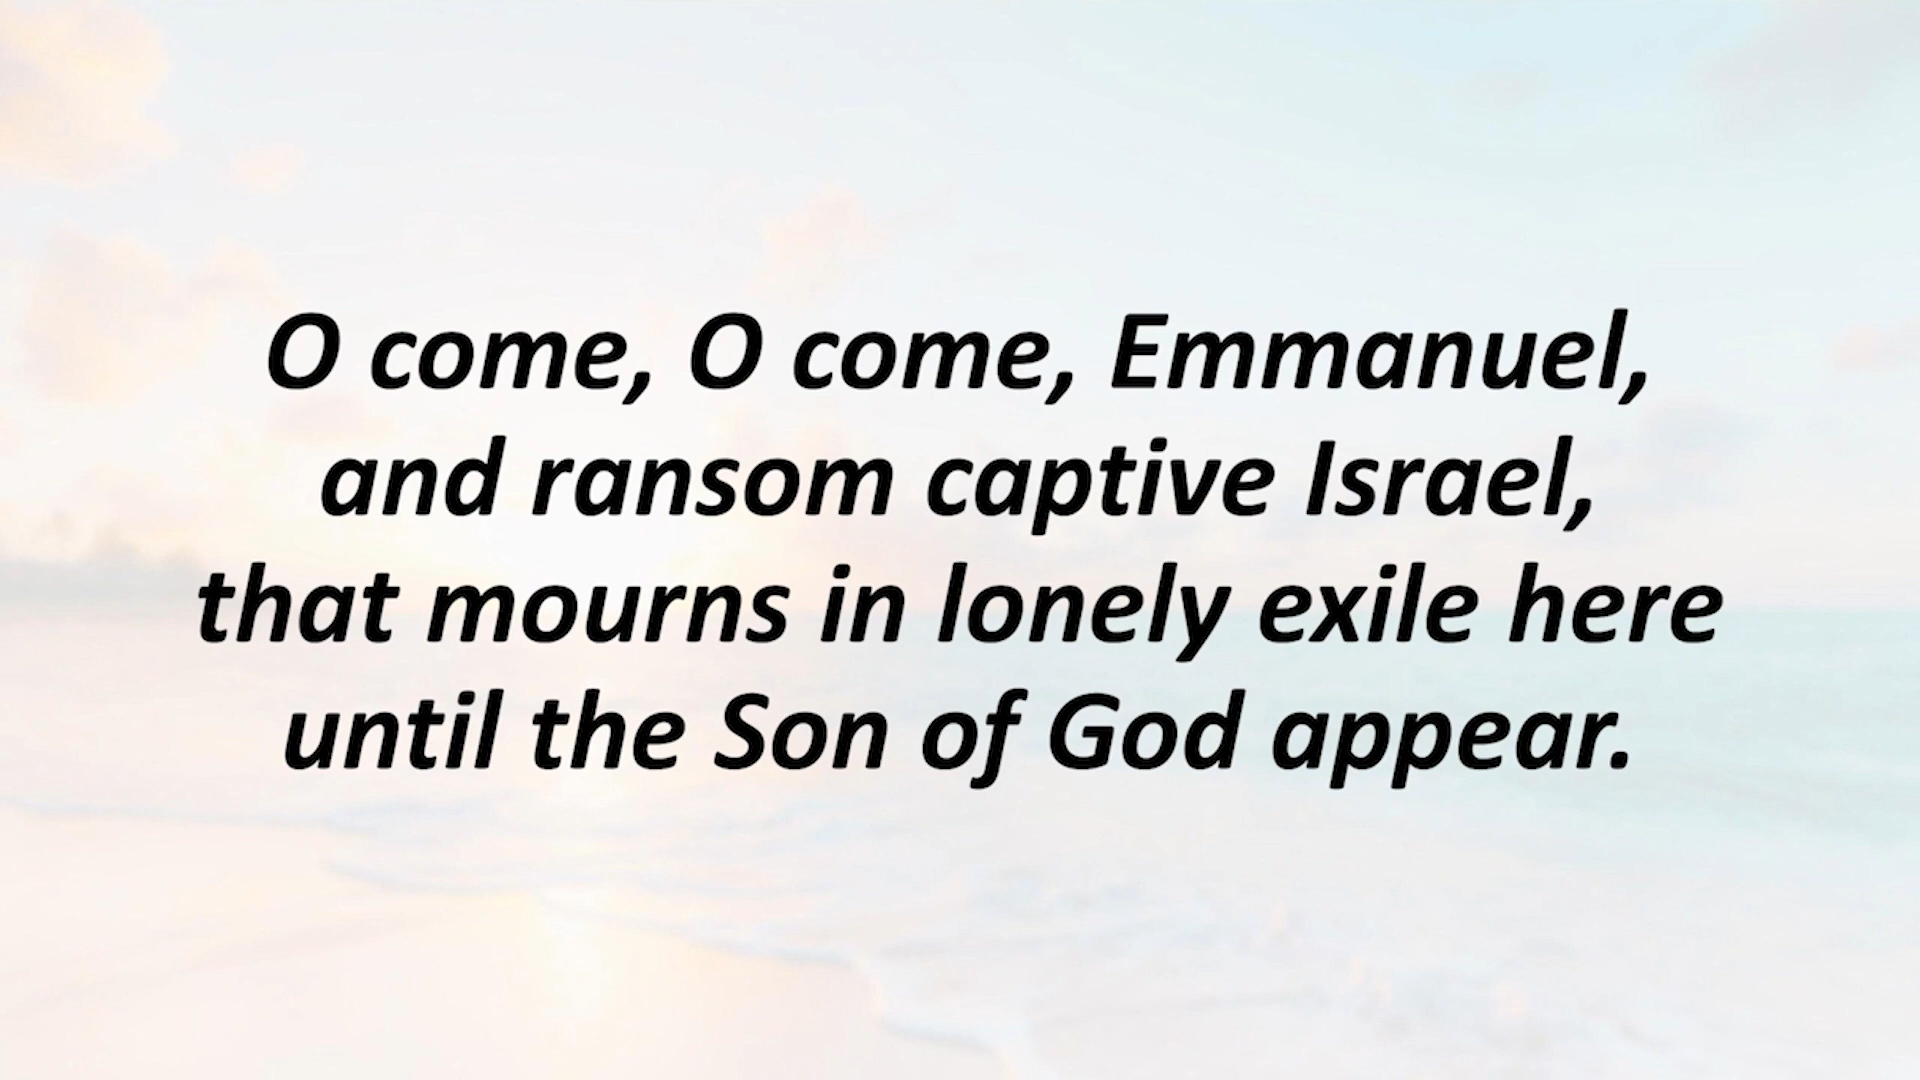 O come, O come, Emmanuel,
and ransom captive Israel,
that mourns in lonely exile here
until the Son of God appear.